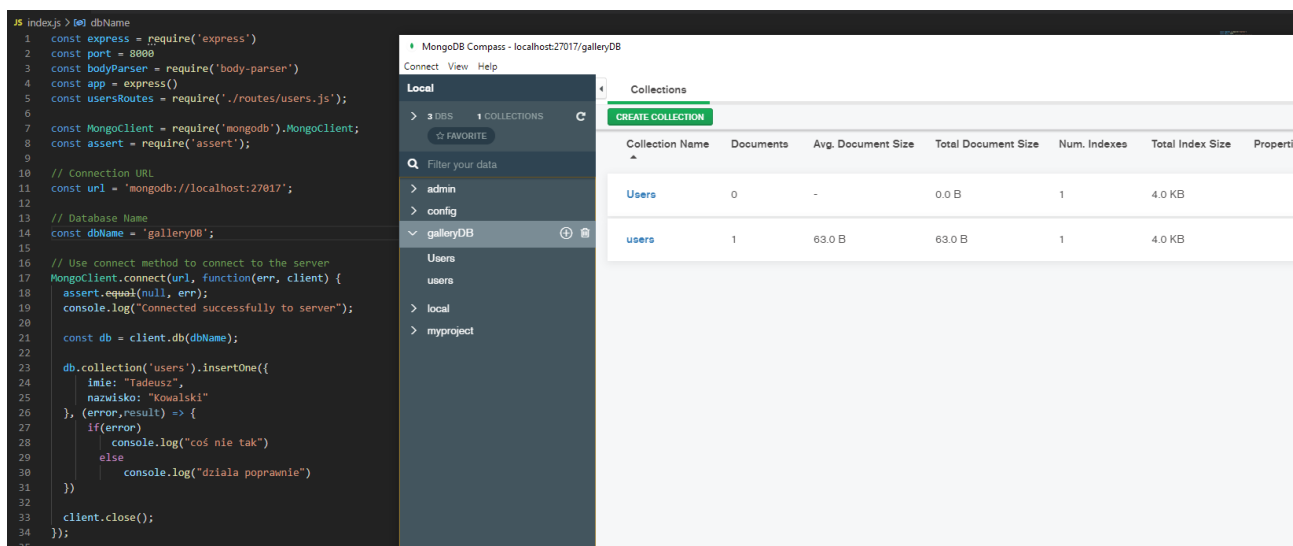 JS index.js > dbName
1 const express = require('express')
2 const port = 8000
3 const bodyParser = require('body-parser')
4 const app = express()
5 const usersRoutes = require('./routes/users.js');
6
7 const MongoClient = require('mongodb').MongoClient;
8 const assert = require('assert');
9
10 // Connection URL
11 const url = 'mongodb://localhost:27017';
12
13 // Database Name
14 const dbName = 'galleryDB';
15
16 // Use connect method to connect to the server
17 MongoClient.connect(url, function(err, client) {
18 assert.equal(null, err);
19 console.log("Connected successfully to server");
20
21 const db = client.db(dbName);
22
23 db.collection('users').insertOne({
24 imie: "Tadeusz",
25 nazwisko: "Kowalski"
26 }, (error,result) => {
27 if(error)
28 console.log("coś nie tak")
29 else
30 console.log("dziala poprawnie")
31 })
32
33 client.close();
34 });
MongoDB Compass - localhost:27017/galleryDB
Connect View Help
Local
3 DBS 1 COLLECTIONS
FAVORITE
Filter your data
admin
config
galleryDB
Users
users
local
myproject
Collections
CREATE COLLECTION
Collection Name Documents Avg. Document Size Total Document Size Num. Indexes Total Index Size Properti
Users 0 - 0.0 B 1 4.0 KB
users 1 63.0 B 63.0 B 1 4.0 KB